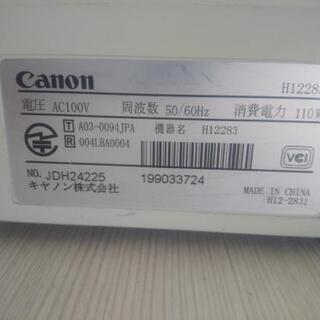 Canon H12283
電圧 AC100V 周波数 50/60Hz 消費電力 110
T A03-0094JPA 機器名 H12283
R 004LBA0004
VCI
NO. JDH24225 199033724
キヤノン株式会社
MADE IN CHINA
H12-2831